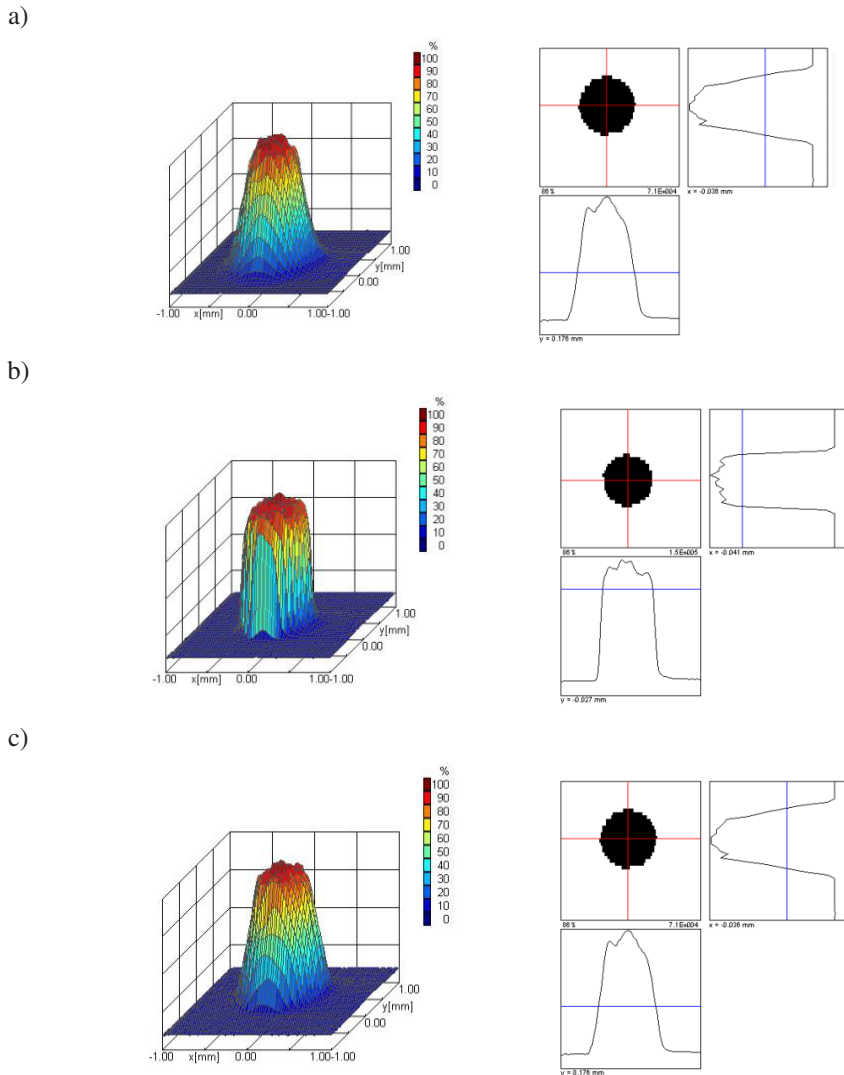 a)
%
100
90
80
70
60
50
40
30
20
10
0
1.00
y[mm]
0.00
-1.00 x[mm] 0.00 1.00-1.00
86% 7.1E+004
x = -0.036 mm
y = 0.176 mm
b)
%
100
90
80
70
60
50
40
30
20
10
0
1.00
y[mm]
0.00
-1.00 x[mm] 0.00 1.00-1.00
86% 1.5E+005
x = -0.041 mm
y = -0.027 mm
c)
%
100
90
80
70
60
50
40
30
20
10
0
1.00
y[mm]
0.00
-1.00 x[mm] 0.00 1.00-1.00
86% 7.1E+004
x = -0.036 mm
y = 0.176 mm